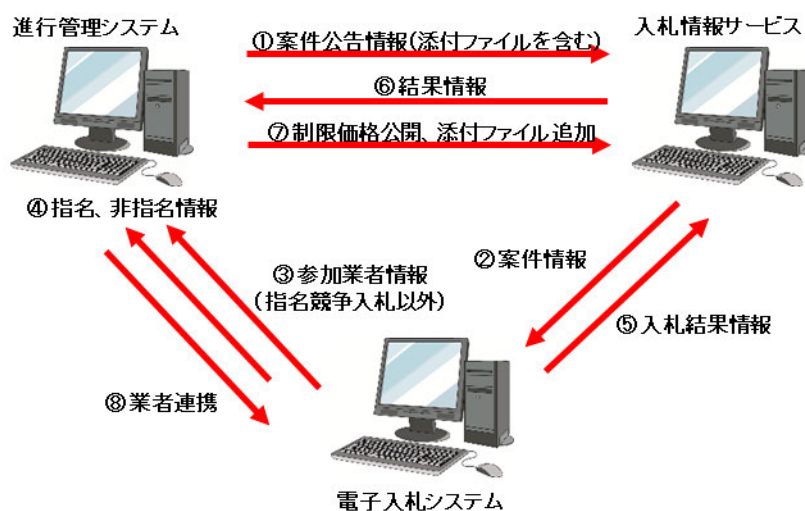 進行管理システム
入札情報サービス
①案件公告情報(添付ファイルを含む)
⑥結果情報
⑦制限価格公開、添付ファイル追加
④指名、非指名情報
②案件情報
③参加業者情報
(指名競争入札以外)
⑤入札結果情報
⑧業者連携
電子入札システム